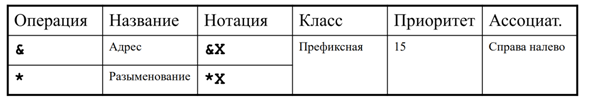 Операция Название Нотация Класс Приоритет Ассоциат.
& Адрес &X Префиксная 15 Справа налево
* Разыменование *X